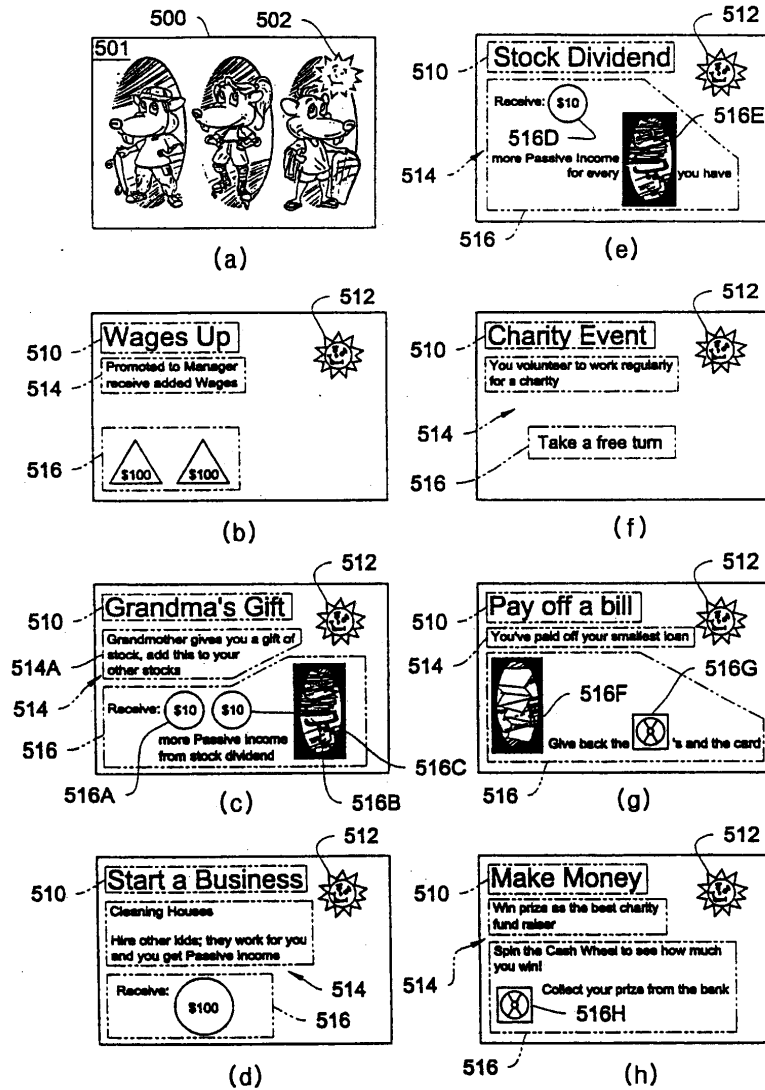 500
502
501
(a)
512
510
Stock Dividend
Receive: $10
516D
516E
514
more Passive Income
for every you have
516
(e)
512
510
Wages Up
514
Promoted to Manager
receive added Wages
516
$100 $100
(b)
512
510
Charity Event
You volunteer to work regularly
for a charity
514
Take a free turn
516
(f)
512
510
Grandma's Gift
514A
Grandmother gives you a gift of
stock, add this to your
other stocks
514
516
Receive: $10 $10
more Passive Income
from stock dividend
516A
516B
516C
(c)
512
510
Pay off a bill
514
You've paid off your smallest loan
516G
516F
Give back the 's and the card
516
(g)
512
510
Start a Business
Cleaning Houses
Hire other kids; they work for you
and you get Passive Income
514
Receive:
$100
516
(d)
512
510
Make Money
Win prize as the best charity
fund raiser
514
Spin the Cash Wheel to see how much
you win!
Collect your prize from the bank
516H
516
(h)